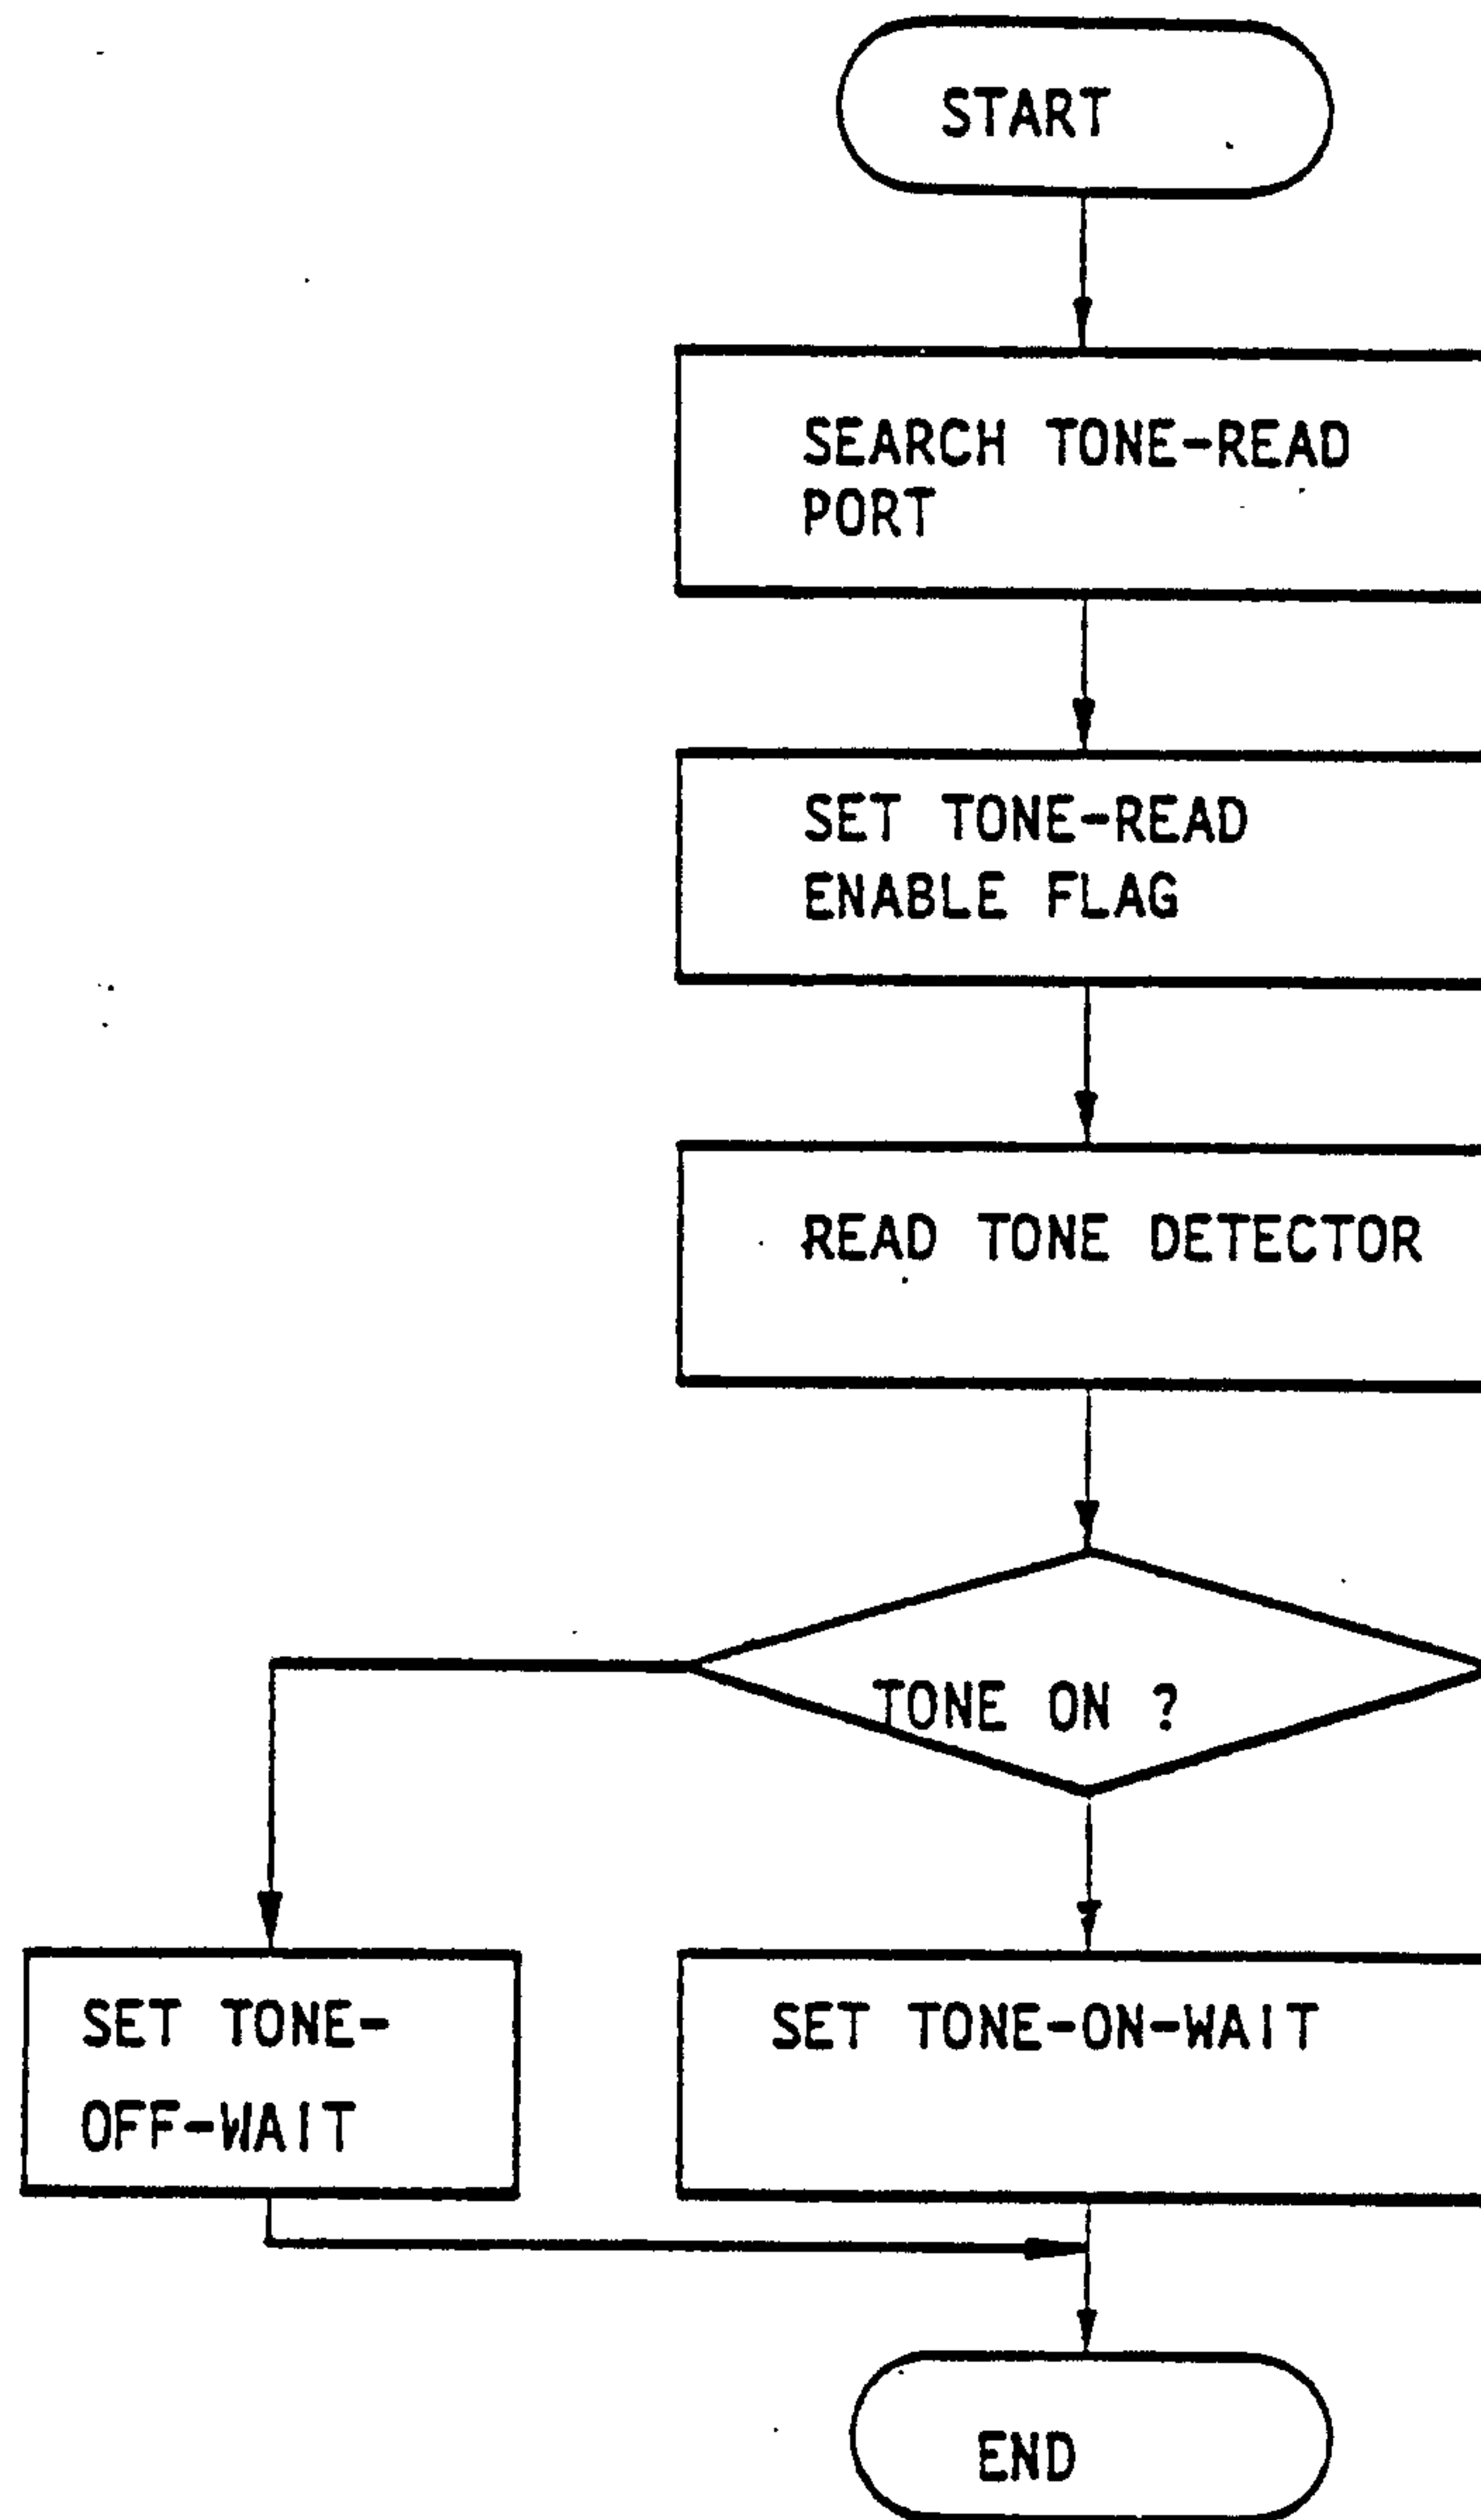 START
SEARCH TONE-READ
PORT
SET TONE-READ
ENABLE FLAG
READ TONE DETECTOR
TONE ON ?
SET TONE-
OFF-WAIT
SET TONE-ON-WAIT
END